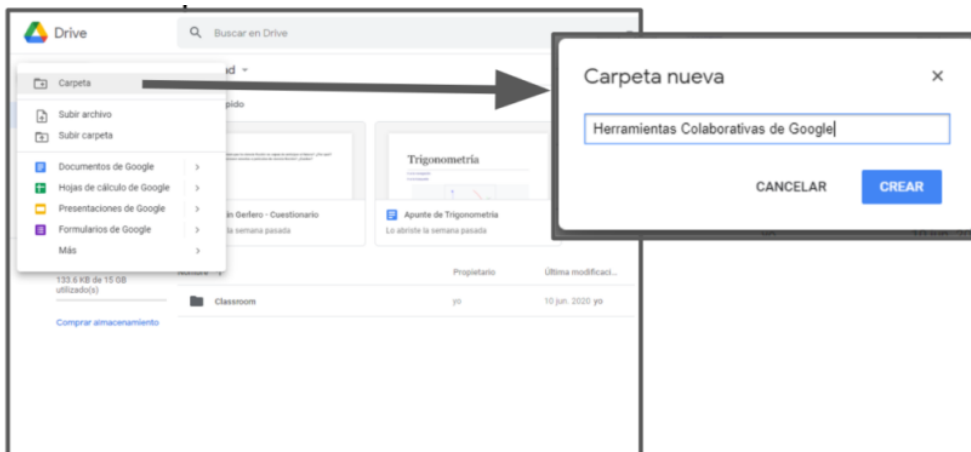 Drive
Buscar en Drive
Carpeta
Subir archivo
Subir carpeta
Documentos de Google
Hojas de cálculo de Google
Presentaciones de Google
Formularios de Google
Más
Trigonometría
Gerlero - Cuestionario
la semana pasada
Apunte de Trigonometría
Lo abriste la semana pasada
133.6 KB de 15 GB
utilizado(s)
Comprar almacenamiento
Propietario
Última modificaci...
Classroom
yo
10 jun. 2020 yo
Carpeta nueva
Herramientas Colaborativas de Google
CANCELAR
CREAR